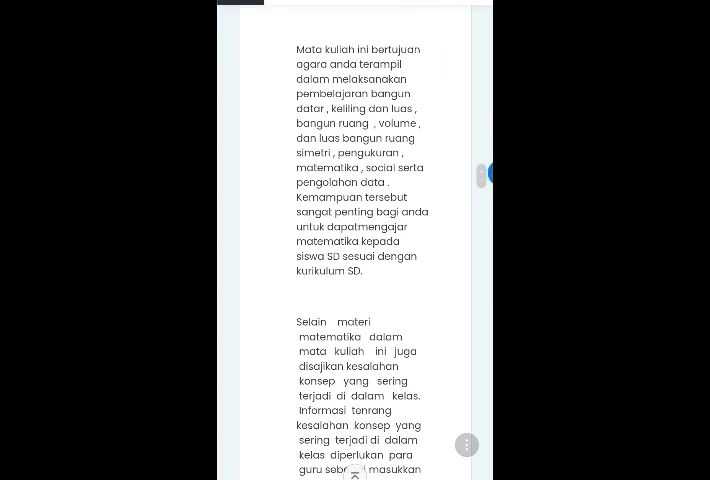 Mata kuliah ini bertujuan
agara anda terampil
dalam melaksanakan
pembelajaran bangun
datar , keliling dan luas ,
bangun ruang , volume ,
dan luas bangun ruang
simetri , pengukuran ,
matematika , social serta
pengolahan data .
Kemampuan tersebut
sangat penting bagi anda
untuk dapatmengajar
matematika kepada
siswa SD sesuai dengan
kurikulum SD.
Selain materi
matematika dalam
mata kuliah ini juga
disajikan kesalahan
konsep yang sering
terjadi di dalam kelas.
Informasi tenrang
kesalahan konsep yang
sering terjadi di dalam
kelas diperlukan para
guru masukkan